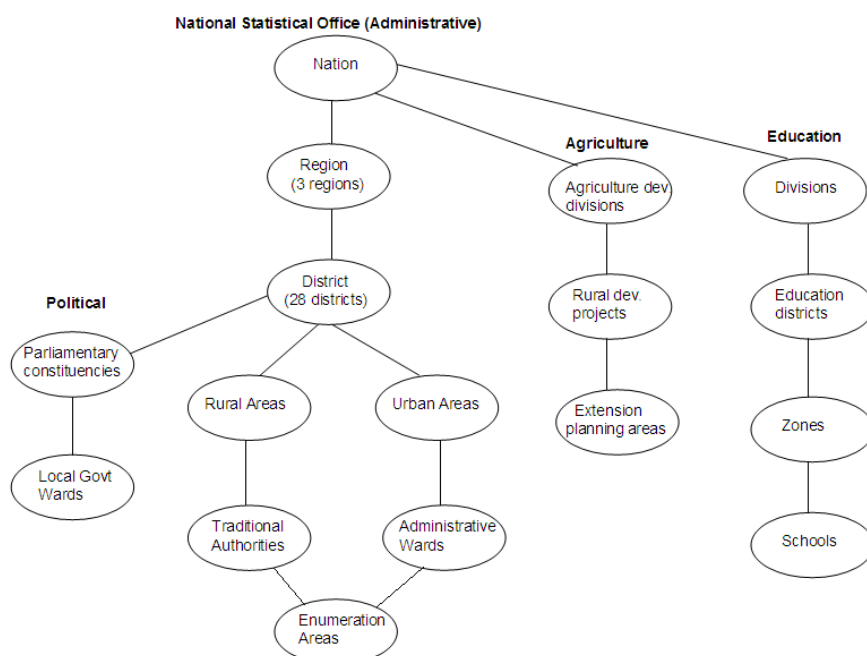 National Statistical Office (Administrative)
Nation
Agriculture
Education
Region
(3 regions)
Agriculture dev.
divisions
Divisions
District
(28 districts)
Political
Rural dev.
projects
Education
districts
Parliamentary
constituencies
Rural Areas
Urban Areas
Extension
planning areas
Zones
Local Govt
Wards
Traditional
Authorities
Administrative
Wards
Schools
Enumeration
Areas